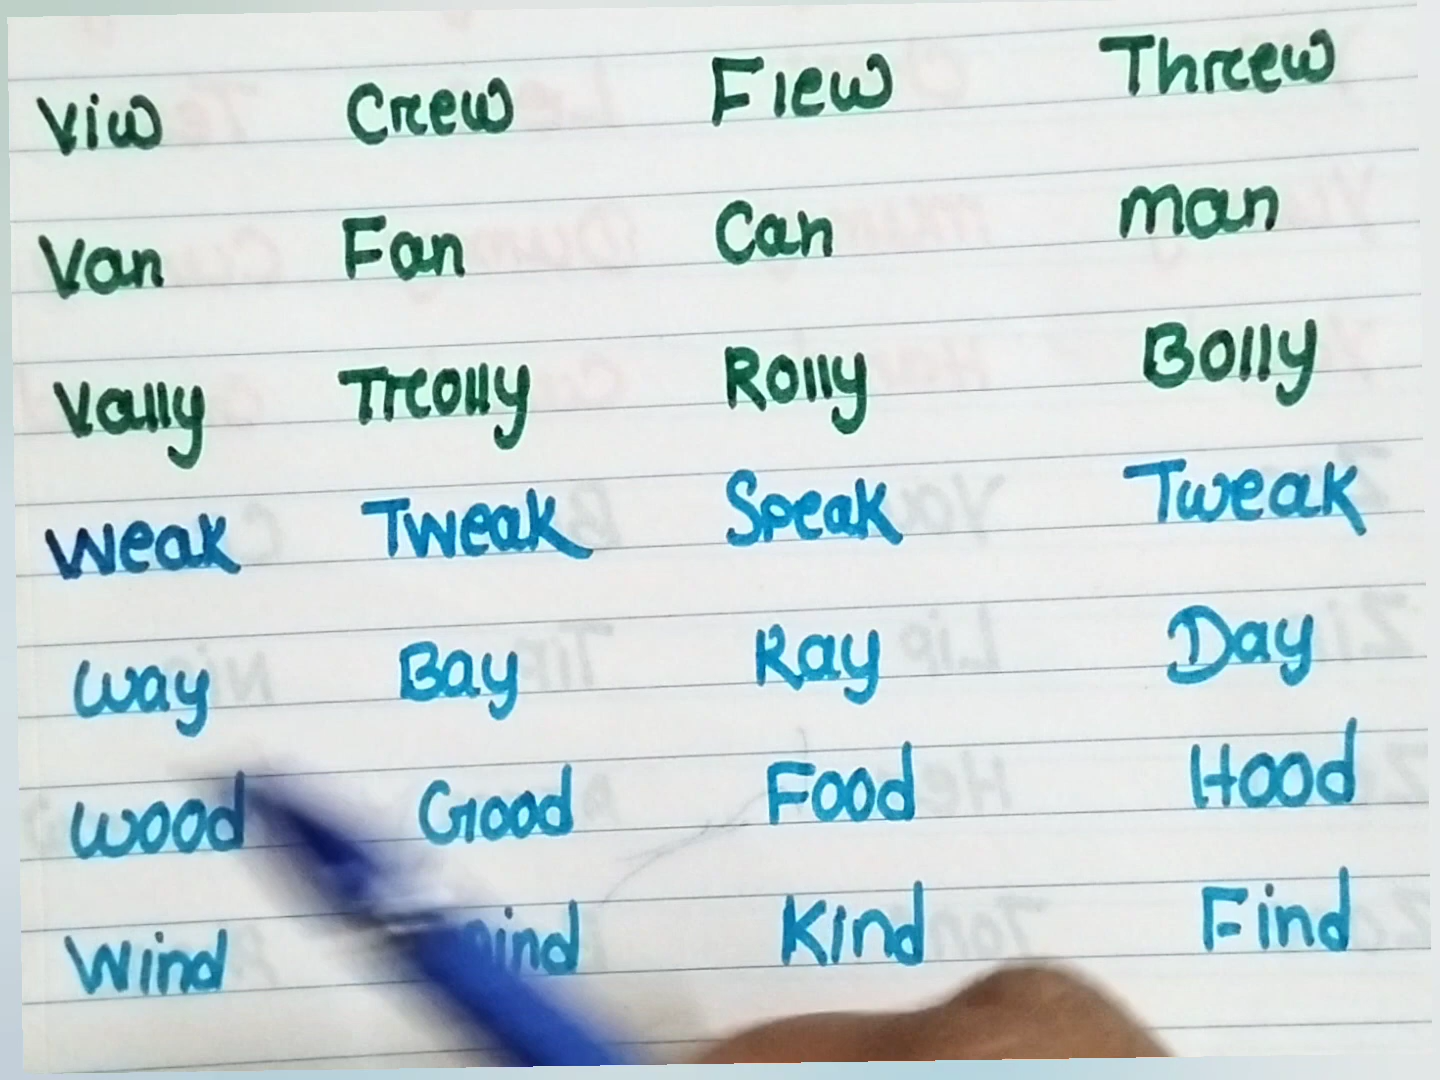 Viw Crew Flew Threew
Van Fan Can man
Vally Trolly Rolly Bolly
Weak Tweak Speak Tweak
Way Bay Ray Day
Wood Good Food Hood
Wind Kind Find